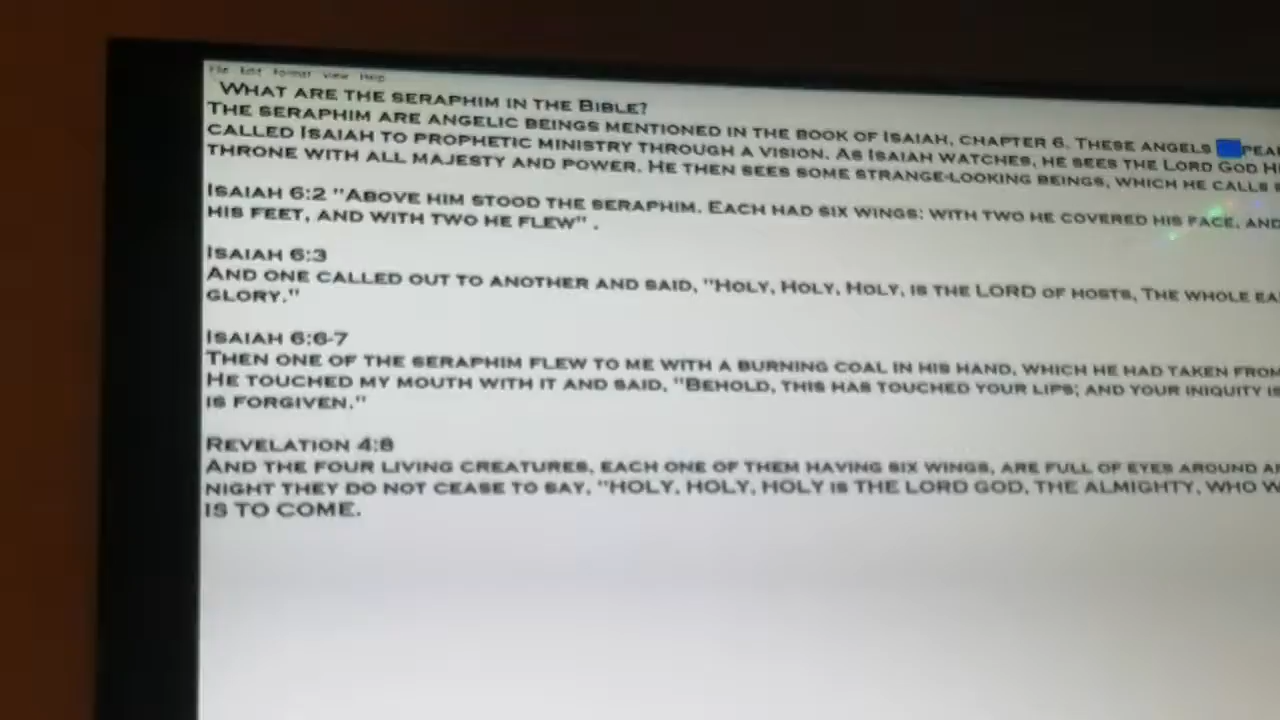 File Edit Format View Help
WHAT ARE THE SERAPHIM IN THE BIBLE?
THE SERAPHIM ARE ANGELIC BEINGS MENTIONED IN THE BOOK OF ISAIAH, CHAPTER 6. THESE ANGELS PEAR
CALLED ISAIAH TO PROPHETIC MINISTRY THROUGH A VISION. AS ISAIAH WATCHES, HE SEES THE LORD GOD
THRONE WITH ALL MAJESTY AND POWER. HE THEN SEES SOME STRANGE-LOOKING BEINGS, WHICH HE CALLS
ISAIAH 6:2 "ABOVE HIM STOOD THE SERAPHIM. EACH HAD SIX WINGS: WITH TWO HE COVERED HIS FACE, AND
HIS FEET, AND WITH TWO HE FLEW" .
ISAIAH 6:3
AND ONE CALLED OUT TO ANOTHER AND SAID, "HOLY, HOLY, HOLY, IS THE LORD OF HOSTS, THE WHOLE EA
GLORY."
ISAIAH 6:6-7
THEN ONE OF THE SERAPHIM FLEW TO ME WITH A BURNING COAL IN HIS HAND, WHICH HE HAD TAKEN FROM
HE TOUCHED MY MOUTH WITH IT AND SAID, "BEHOLD, THIS HAS TOUCHED YOUR LIPS; AND YOUR INIQUITY IS
IS FORGIVEN."
REVELATION 4:8
AND THE FOUR LIVING CREATURES, EACH ONE OF THEM HAVING SIX WINGS, ARE FULL OF EYES AROUND
NIGHT THEY DO NOT CEASE TO SAY, "HOLY, HOLY, HOLY IS THE LORD GOD, THE ALMIGHTY, WHO
IS TO COME.